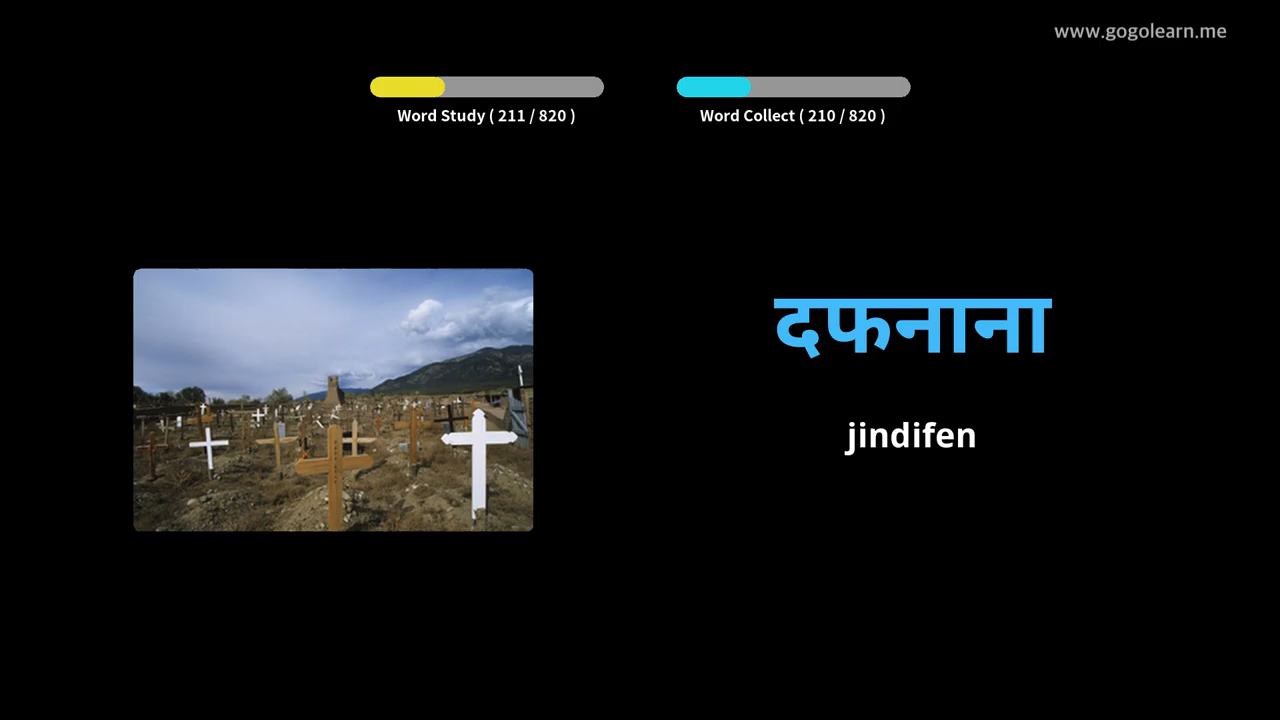 www.gogolearn.me
Word Study ( 211 / 820 )
Word Collect ( 210 / 820 )
दफनाना
jindifen